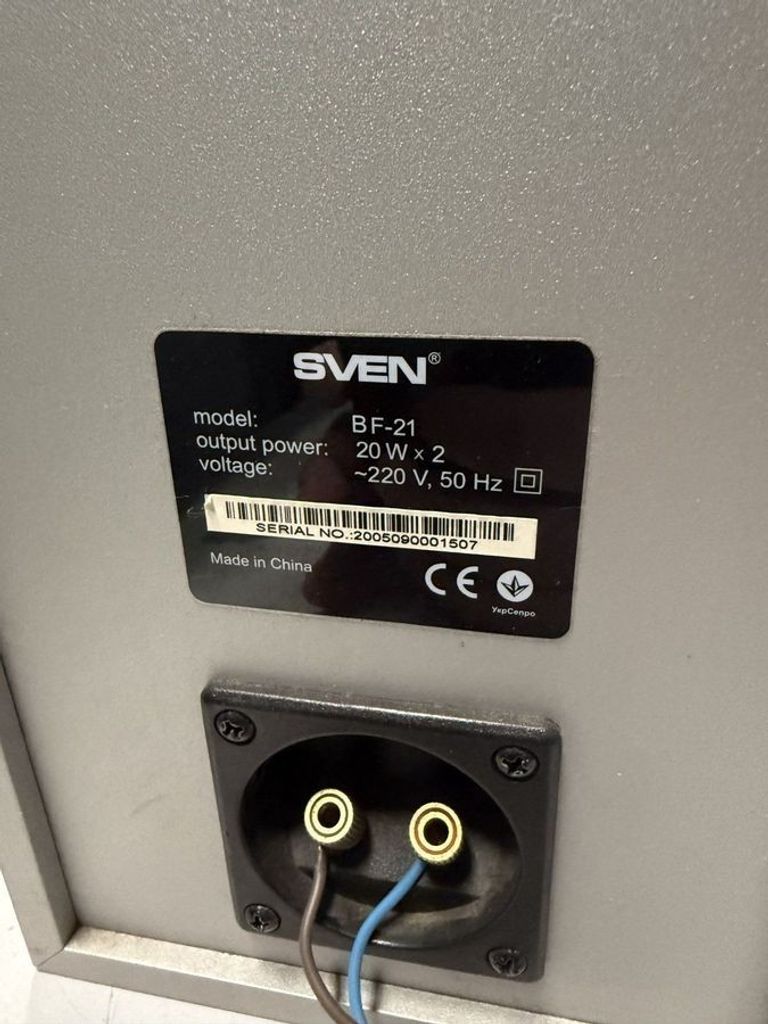 SVEN®
model: BF-21
output power: 20 W x 2
voltage: ~220 V, 50 Hz
SERIAL NO.:2005090001507
Made in China
CE
УкрСепро